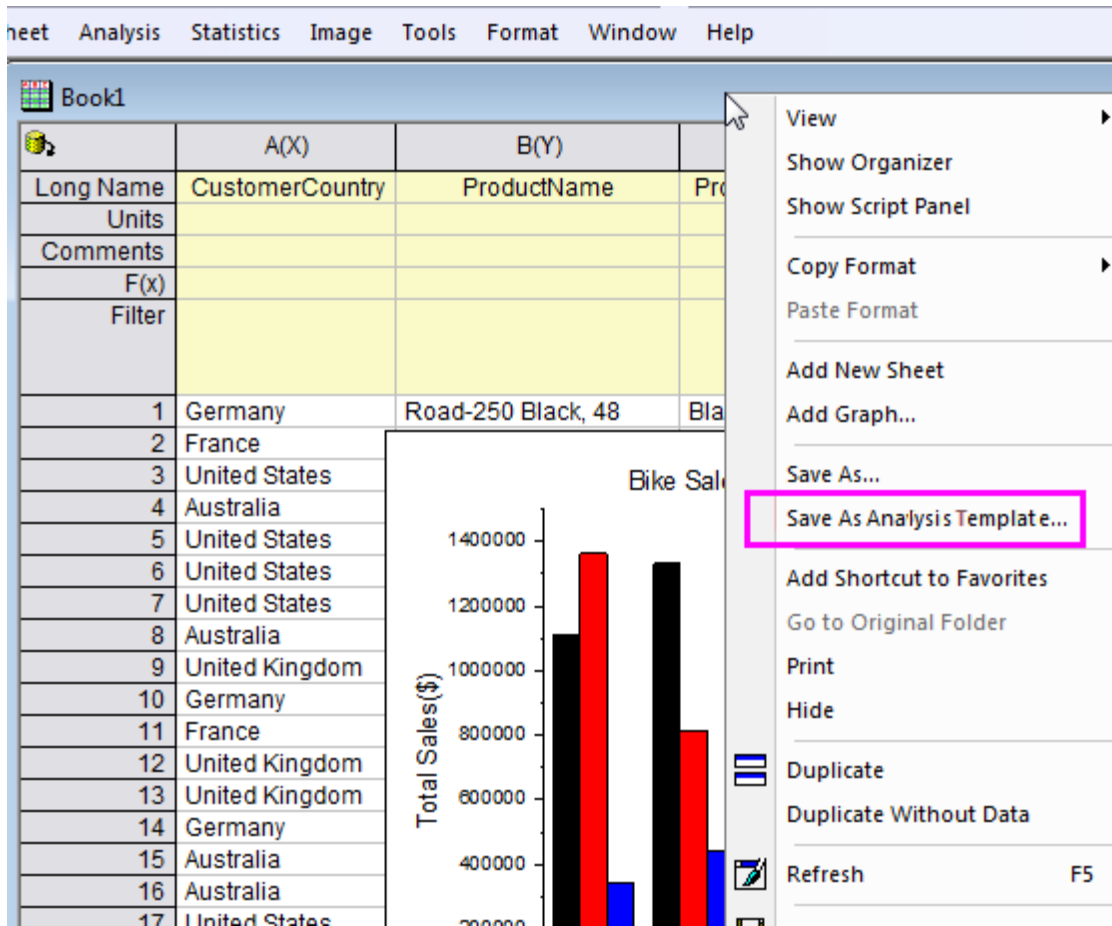 Analysis Statistics Image Tools Format Window Help
Book1
A(X) B(Y)
Long Name CustomerCountry ProductName
Units
Comments
F(x)
Filter
1 Germany Road-250 Black, 48
2 France
3 United States
4 Australia
5 United States
6 United States
7 United States
8 Australia
9 United Kingdom
10 Germany
11 France
12 United Kingdom
13 United Kingdom
14 Germany
15 Australia
16 Australia
17 United States
Bike
1400000
1200000
1000000
800000
600000
400000
200000
Total Sales($)
View
Show Organizer
Show Script Panel
Copy Format
Paste Format
Add New Sheet
Add Graph...
Save As...
Save As Analysis Template...
Add Shortcut to Favorites
Go to Original Folder
Print
Hide
Duplicate
Duplicate Without Data
Refresh F5